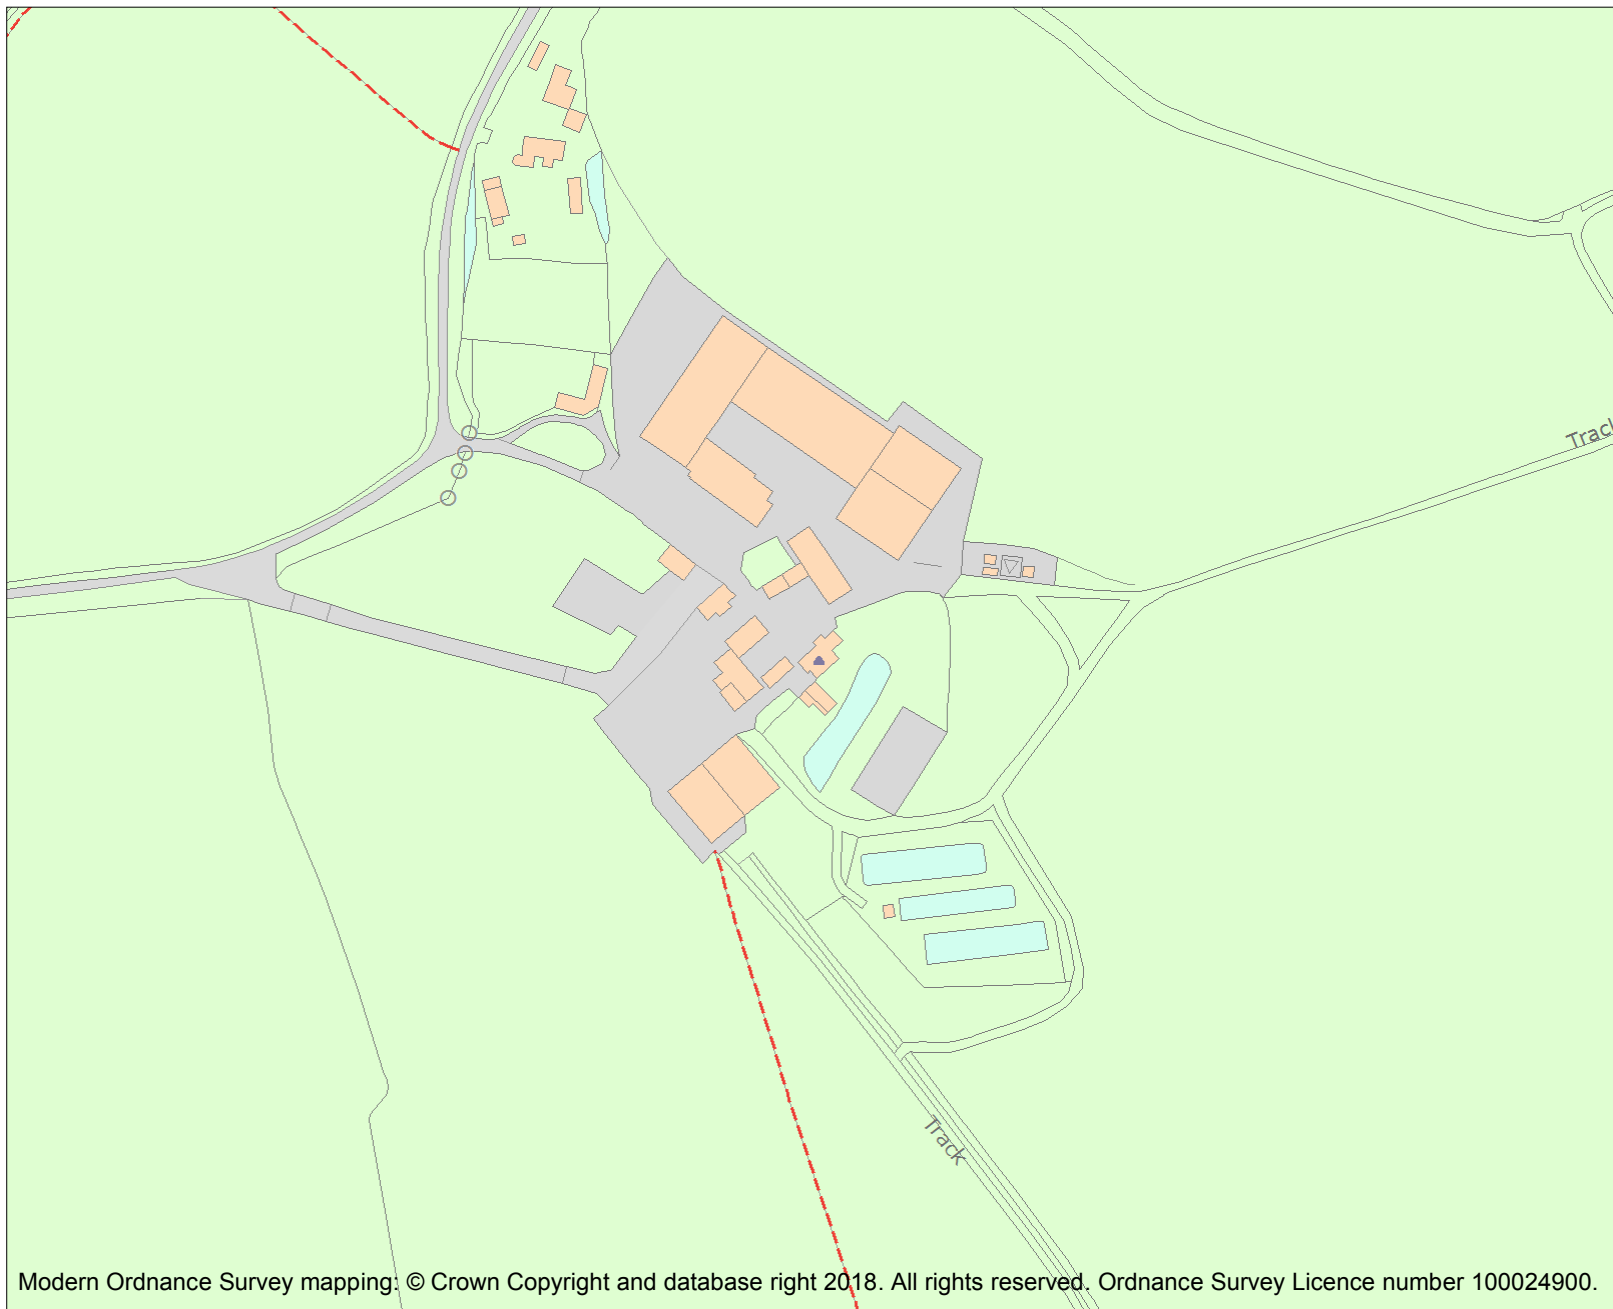 Track
Track
Modern Ordnance Survey mapping: © Crown Copyright and database right 2018. All rights reserved. Ordnance Survey Licence number 100024900.